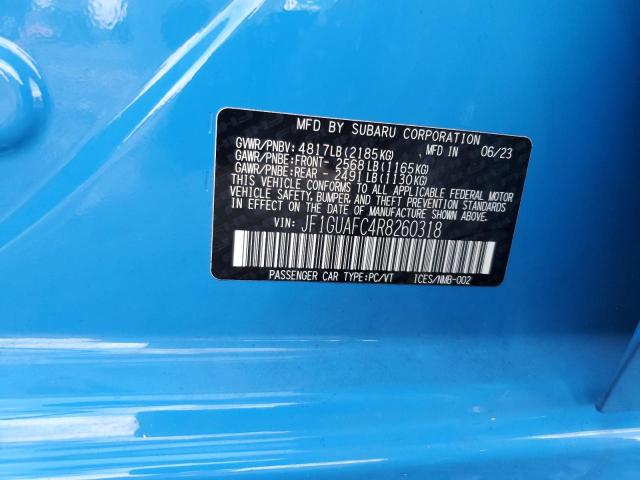 MFD BY SUBARU CORPORATION
GVWR/PNBV: 4817LB(2185KG) MFD IN 06/23
GAWR/PNBE:FRONT- 2568LB(1165KG)
GAWR/PNBE:REAR - 2491LB(1130KG)
THIS VEHICLE CONFORMS TO ALL APPLICABLE FEDERAL MOTOR
VEHICLE SAFETY, BUMPER, AND THEFT PREVENTION STANDARDS
IN EFFECT ON THE DATE OF MANUFACTURE SHOWN ABOVE.
VIN: JF1GUAFC4R8260318
PASSENGER CAR TYPE:PC/VT ICES/NMB-002